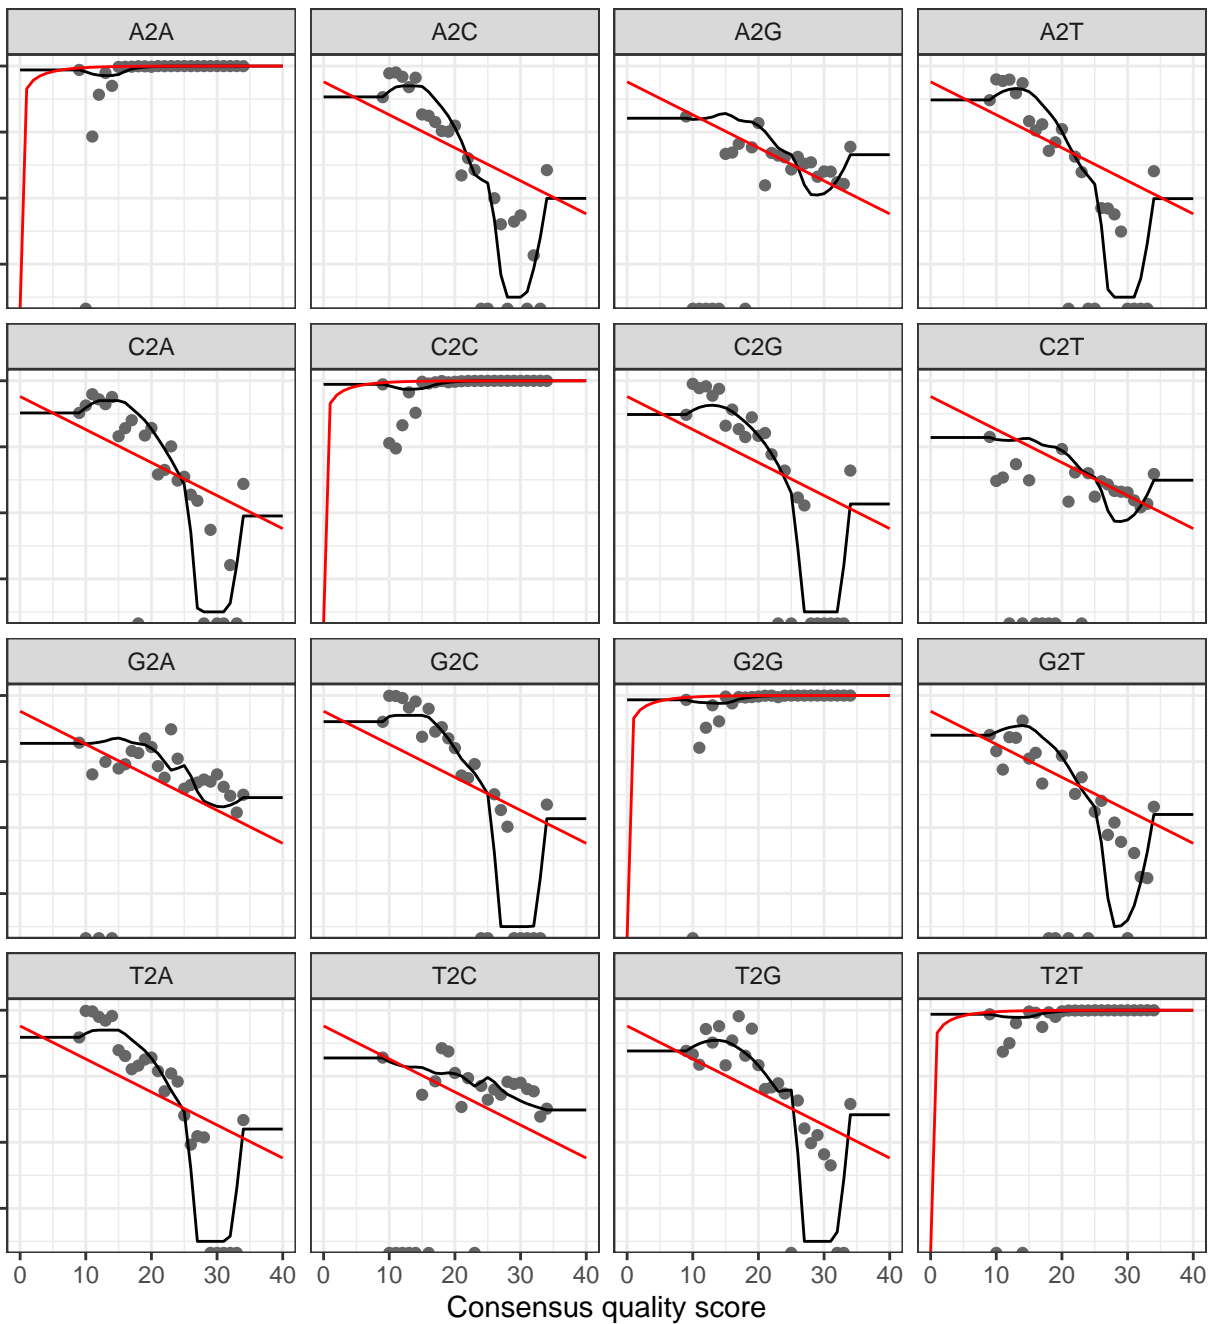 A2A A2C A2G A2T
C2A C2C C2G C2T
G2A G2C G2G G2T
T2A T2C T2G T2T
0 10 20 30 40 0 10 20 30 40 0 10 20 30 40 0 10 20 30 40
Consensus quality score